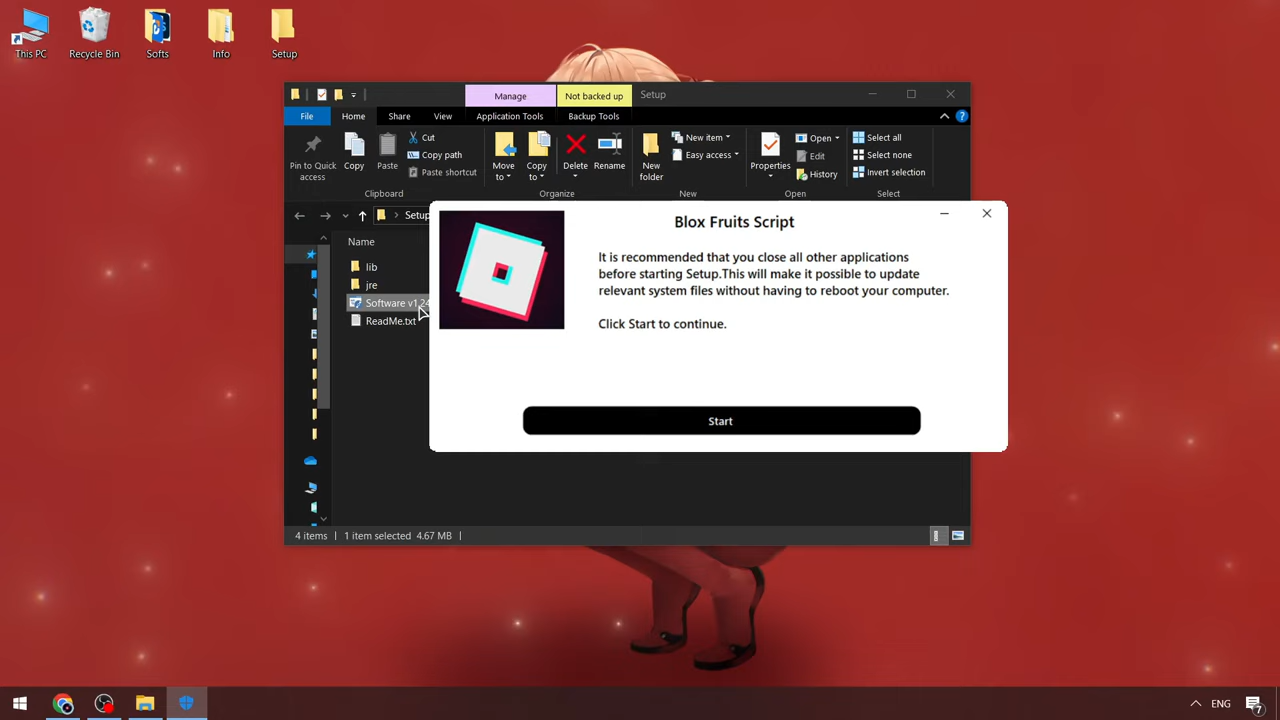 This PC
Recycle Bin
Softs
Info
Setup
Manage
Not backed up
Setup
File
Home
Share
View
Application Tools
Backup Tools
Pin to Quick
access
Copy
Paste
Cut
Copy path
Paste shortcut
Clipboard
Move
to
Copy
to
Delete
Rename
Organize
New
folder
New item
Easy access
New
Properties
Open
Edit
History
Open
Select all
Select none
Invert selection
Select
Setup
Name
lib
jre
Software v1.24
ReadMe.txt
Blox Fruits Script
It is recommended that you close all other applications
before starting Setup.This will make it possible to update
relevant system files without having to reboot your computer.
Click Start to continue.
Start
4 items
1 item selected 4.67 MB
ENG
7